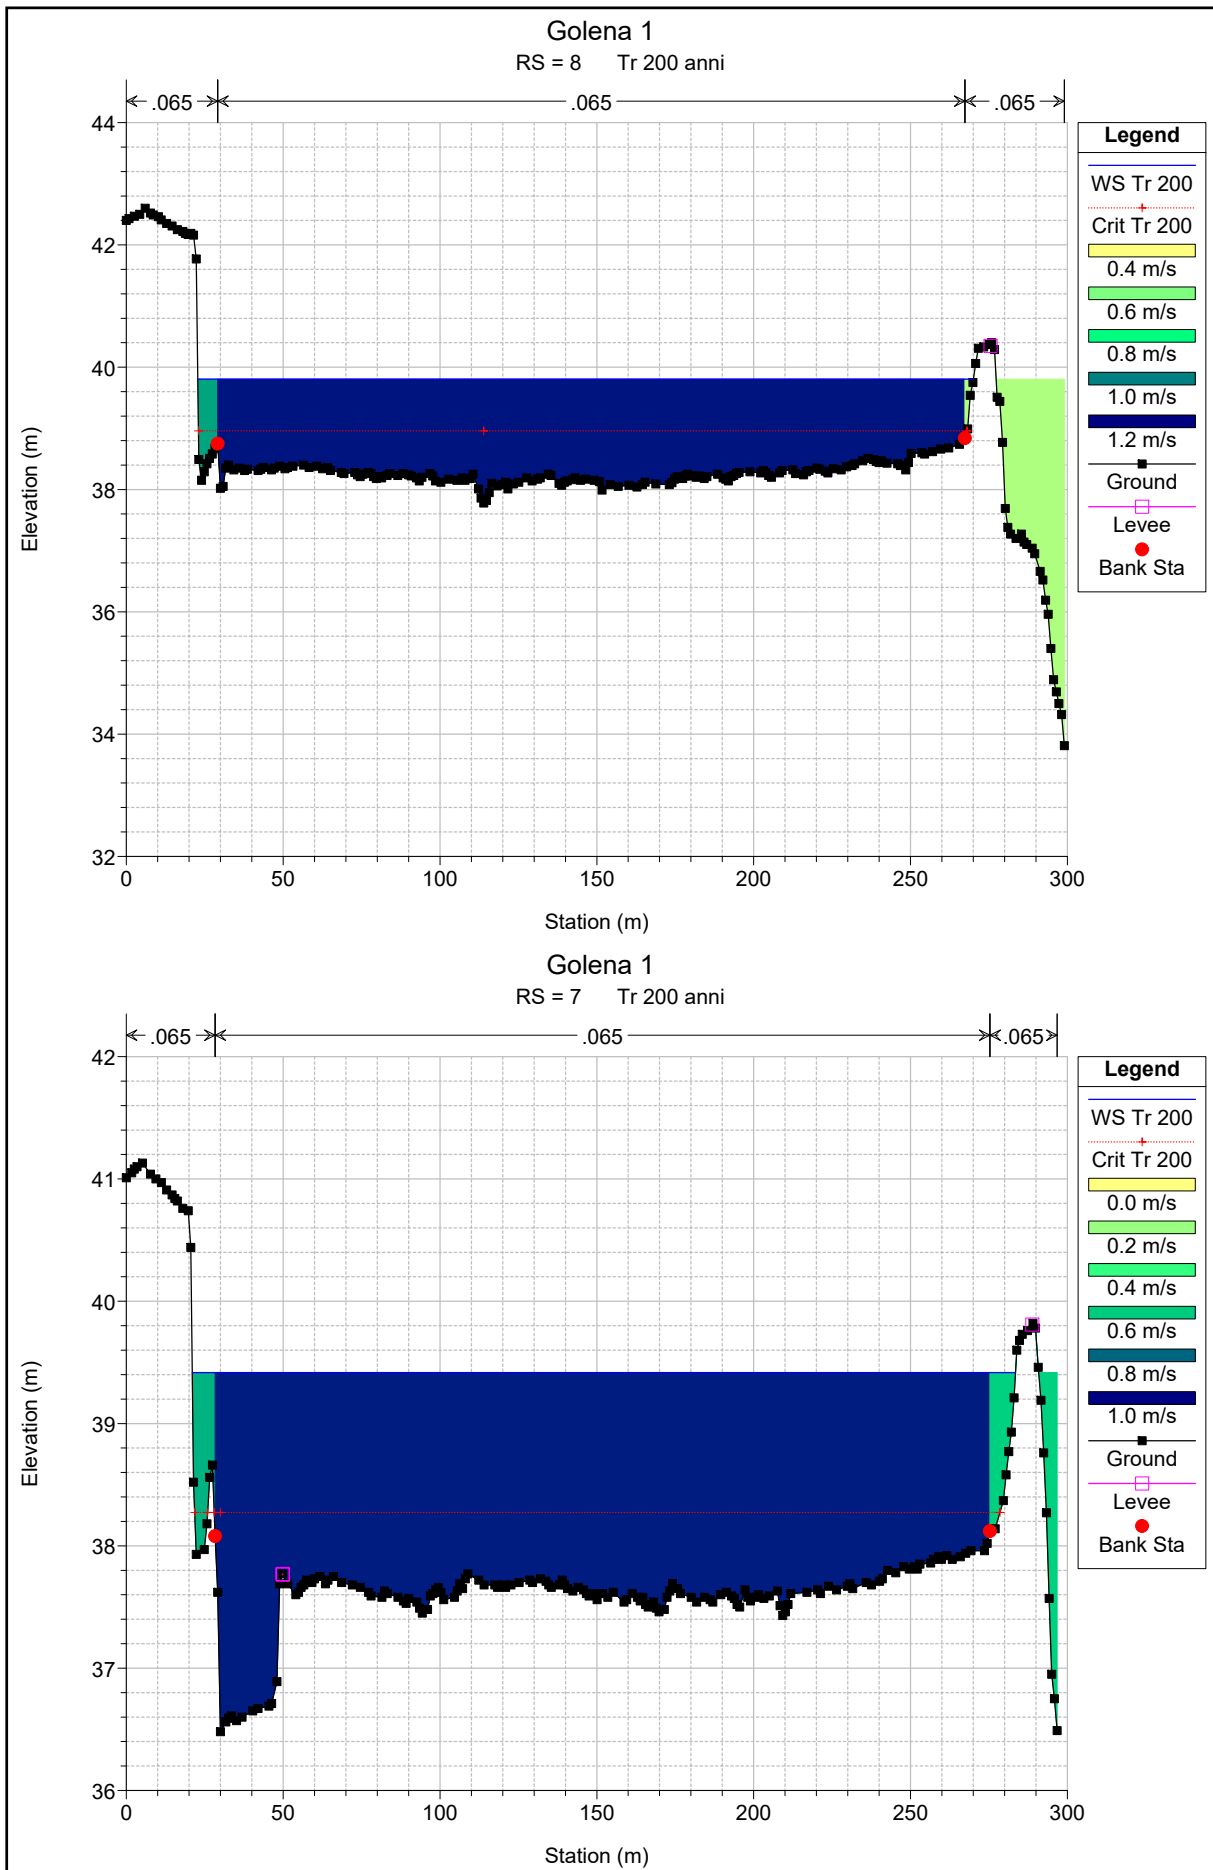 Golena 1
RS = 8 Tr 200 anni
.065 .065 .065
44
42
40
38
36
34
32
0 50 100 150 200 250 300
Elevation (m)
Station (m)
Legend
WS Tr 200
Crit Tr 200
0.4 m/s
0.6 m/s
0.8 m/s
1.0 m/s
1.2 m/s
Ground
Levee
Bank Sta
Golena 1
RS = 7 Tr 200 anni
.065 .065 .065
42
41
40
39
38
37
36
0 50 100 150 200 250 300
Elevation (m)
Station (m)
Legend
WS Tr 200
Crit Tr 200
0.0 m/s
0.2 m/s
0.4 m/s
0.6 m/s
0.8 m/s
1.0 m/s
Ground
Levee
Bank Sta